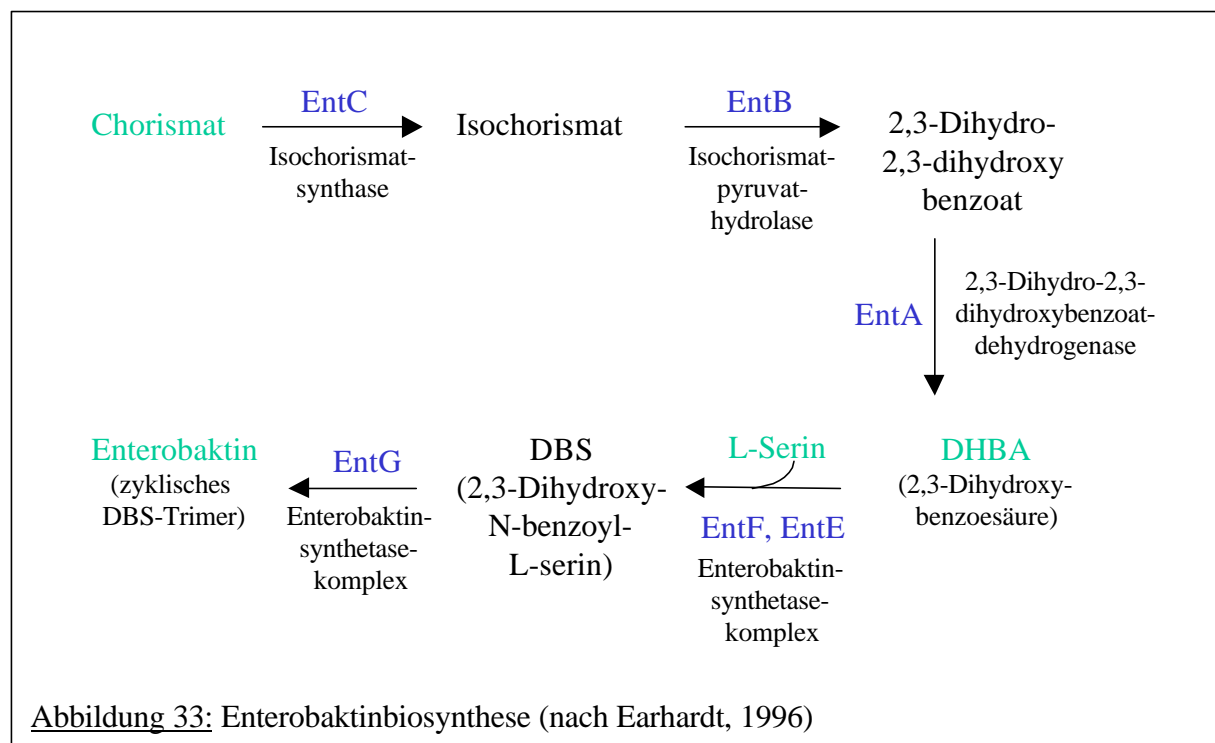 EntC
Chorismat
Isochorismat-
synthase
Isochorismat
EntB
Isochorismat-
pyruvat-
hydrolase
2,3-Dihydro-
2,3-dihydroxy
benzoat
EntA
2,3-Dihydro-2,3-
dihydroxybenzoat-
dehydrogenase
DHBA
(2,3-Dihydroxy-
benzoesäure)
L-Serin
EntF, EntE
Enterobaktin-
synthetase-
komplex
DBS
(2,3-Dihydroxy-
N-benzoyl-
L-serin)
EntG
Enterobaktin-
synthetase-
komplex
Enterobaktin
(zyklisches
DBS-Trimer)
Abbildung 33: Enterobaktinbiosynthese (nach Earhardt, 1996)